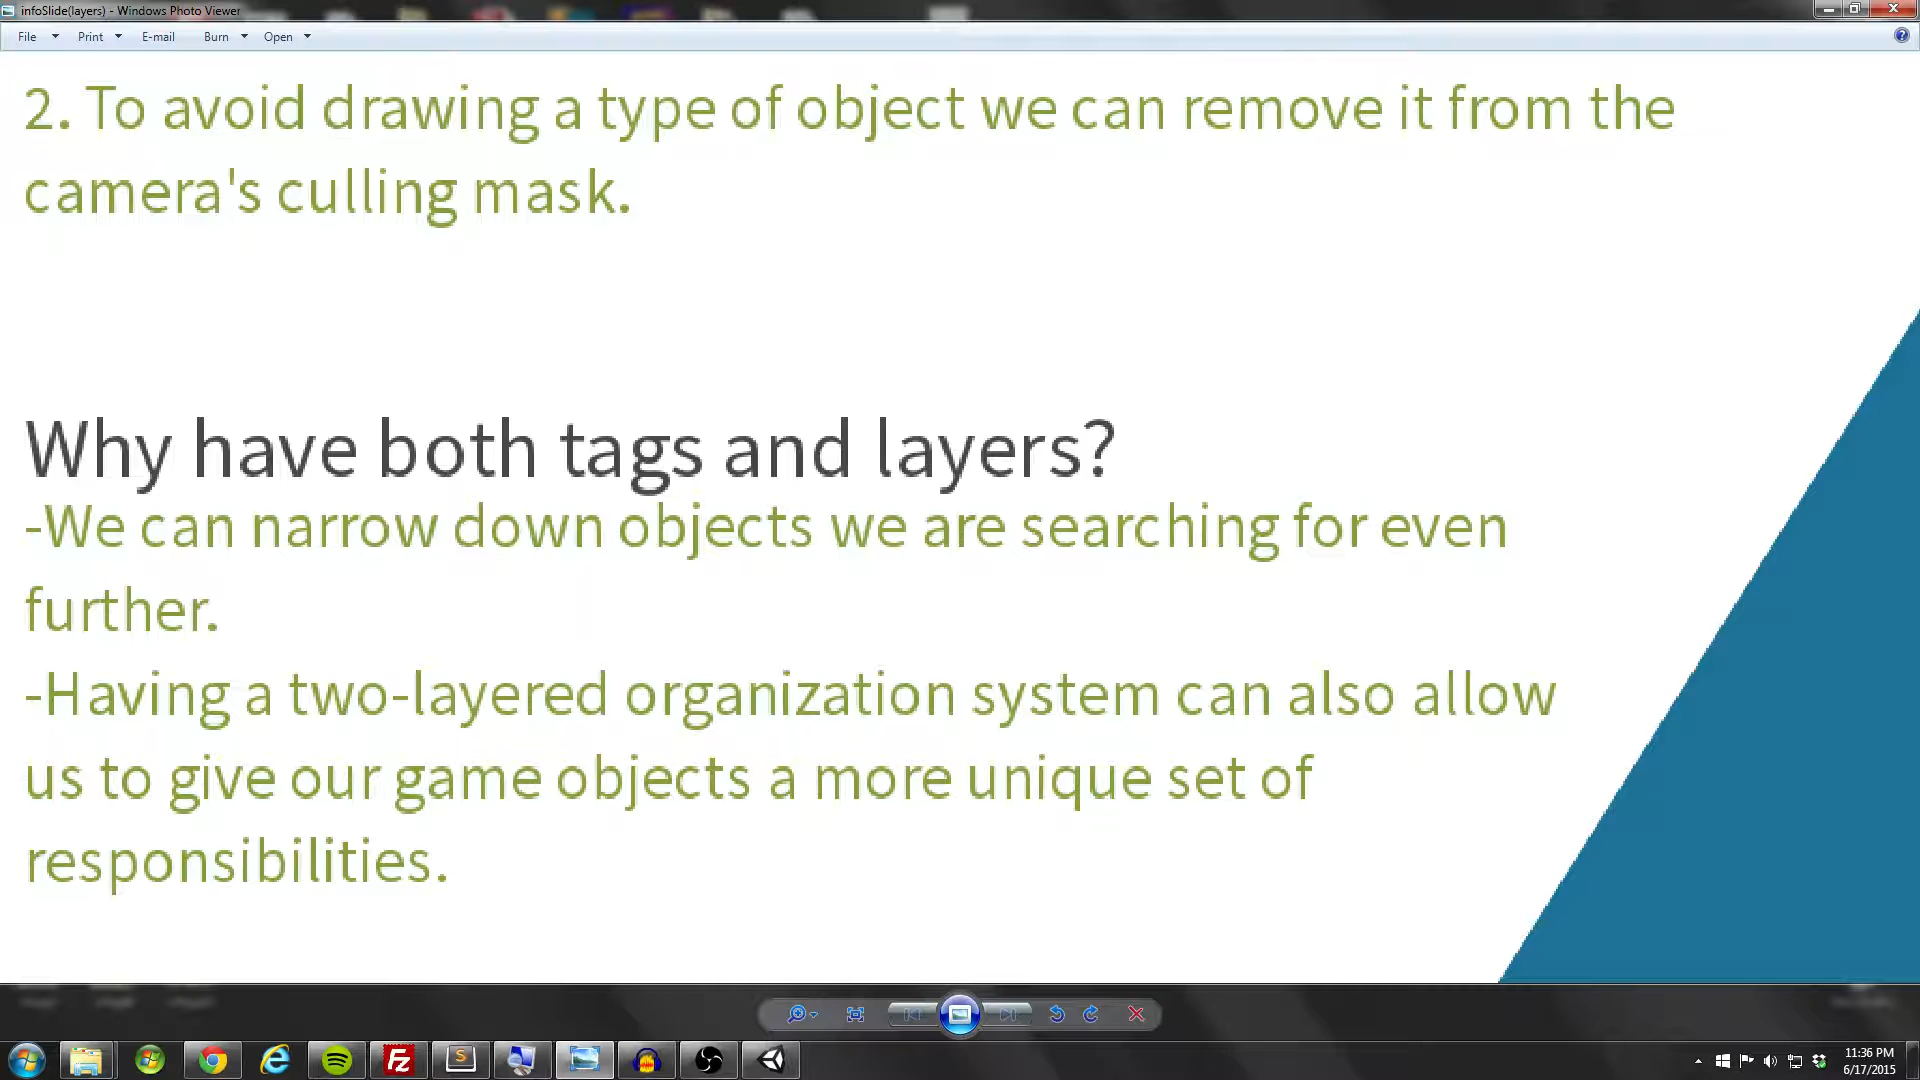 infoSlide(layers) - Windows Photo Viewer
File Print E-mail Burn Open
2. To avoid drawing a type of object we can remove it from the
camera's culling mask.
Why have both tags and layers?
-We can narrow down objects we are searching for even
further.
-Having a two-layered organization system can also allow
us to give our game objects a more unique set of
responsibilities.
11:36 PM
6/17/2015